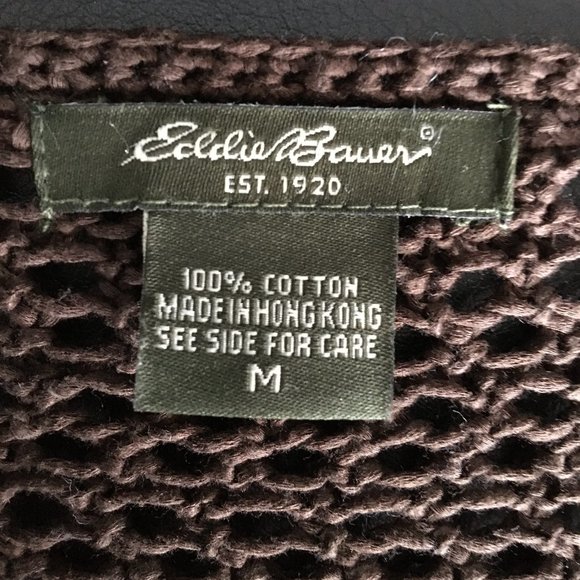 Eddie Bauer ©
EST. 1920
100% COTTON
MADE IN HONG KONG
SEE SIDE FOR CARE
M